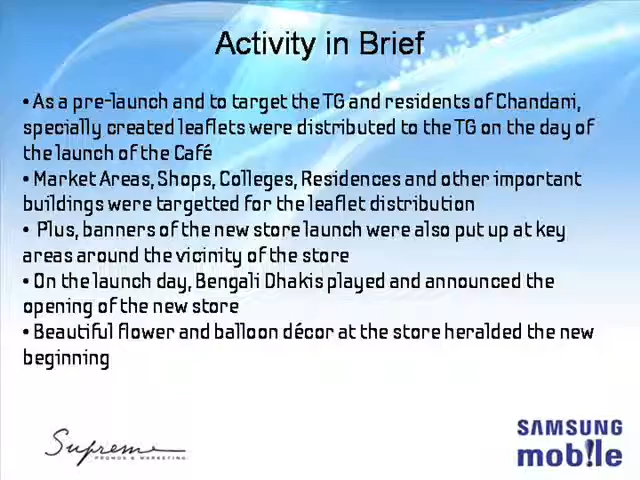 Activity in Brief
• As a pre-launch and to target the TG and residents of Chandani,
specially created leaflets were distributed to the TG on the day of
the launch of the Café
• Market Areas, Shops, Colleges, Residences and other important
buildings were targetted for the leaflet distribution
• Plus, banners of the new store launch were also put up at key
areas around the vicinity of the store
• On the launch day, Bengali Dhakis played and announced the
opening of the new store
• Beautiful flower and balloon décor at the store heralded the new
beginning
Supreme
PROMOS & MARKETING
SAMSUNG
mob!le